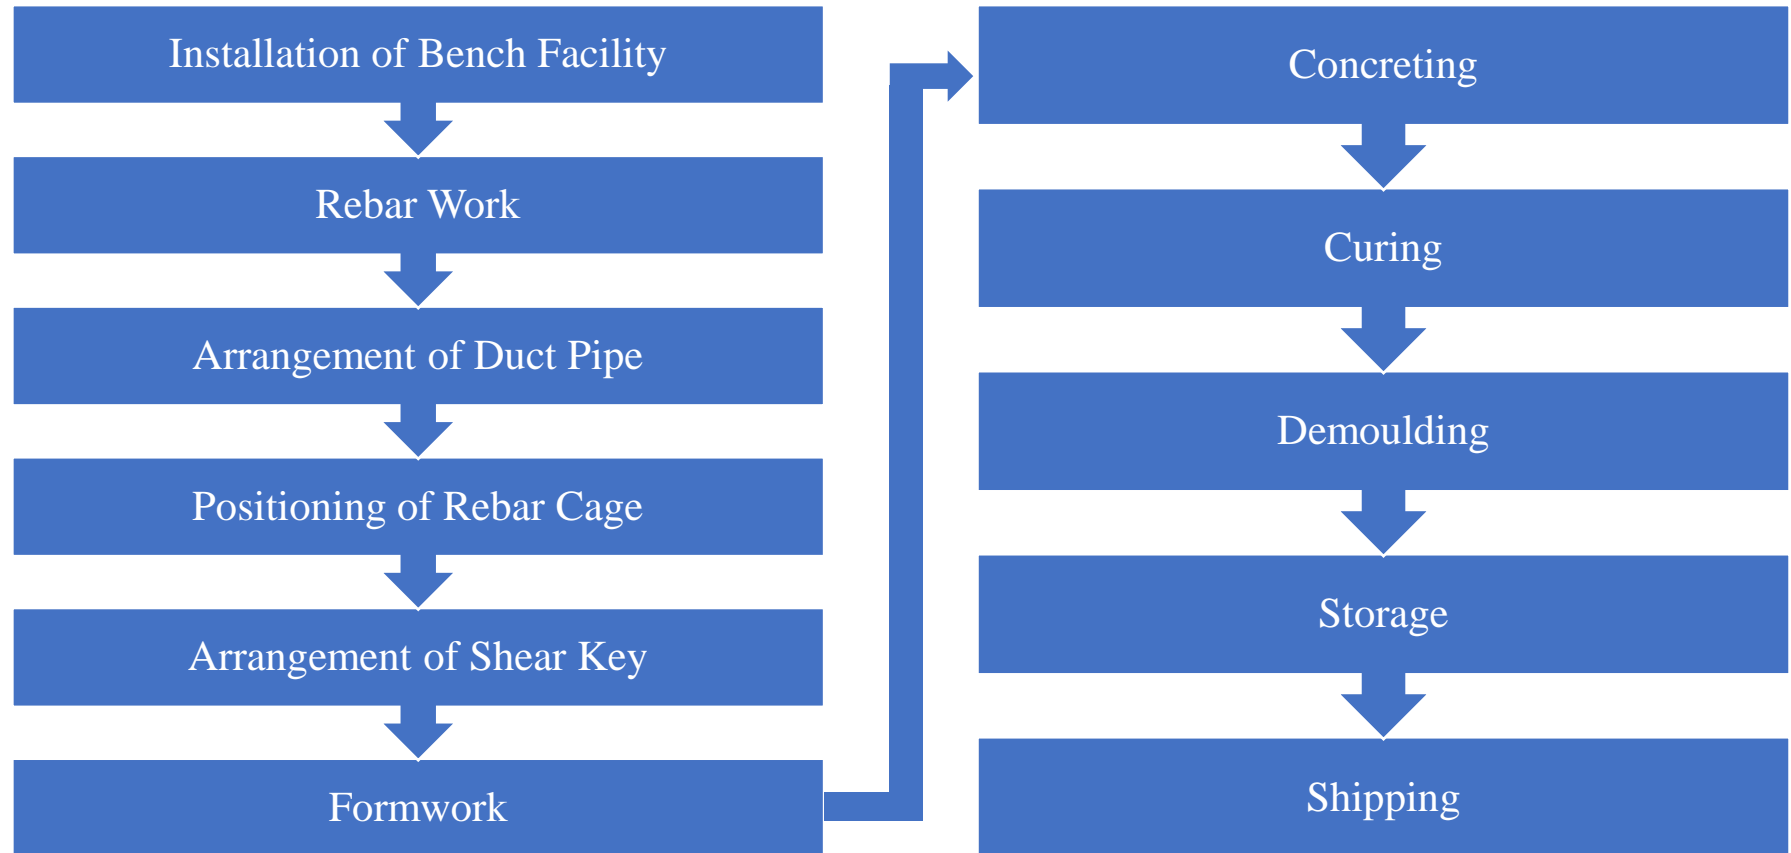 Installation of Bench Facility
Rebar Work
Arrangement of Duct Pipe
Positioning of Rebar Cage
Arrangement of Shear Key
Formwork
Concreting
Curing
Demoulding
Storage
Shipping